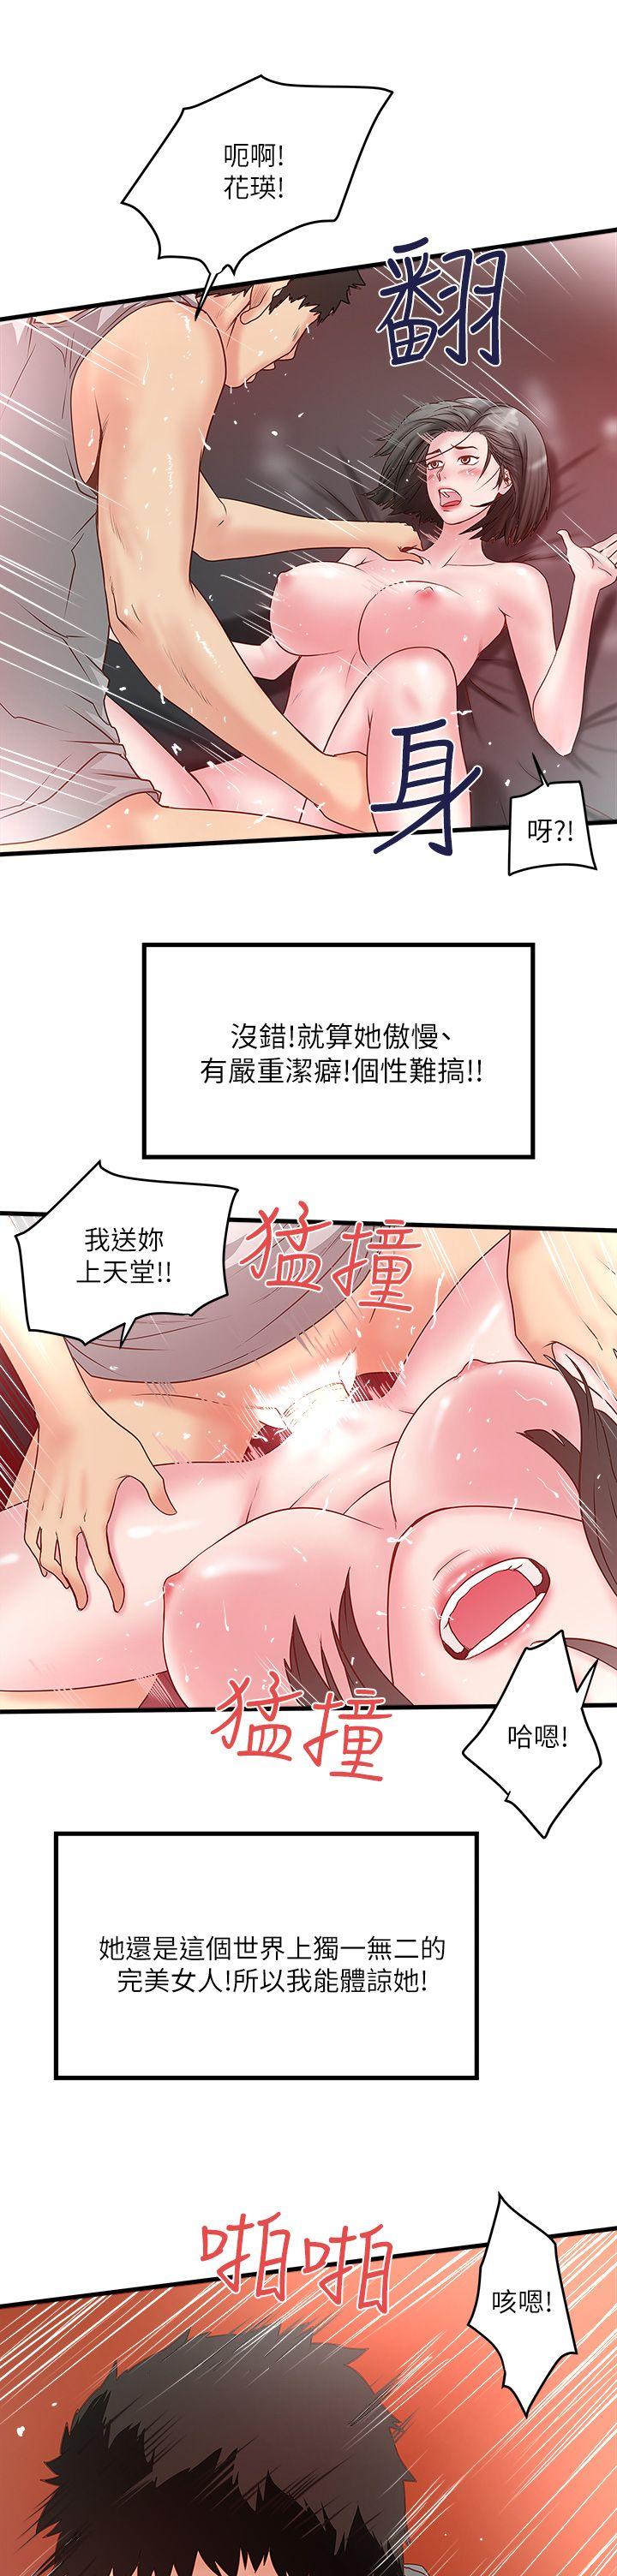 呃啊!
花瑛!
翻
身
呀?!
沒錯!就算她傲慢、
有嚴重潔癖!個性難搞!!
我送妳
上天堂!!
猛撞
猛撞
哈嗯!
她還是這個世界上獨一無二的
完美女人!所以我能體諒她!
啪啪
咳嗯!